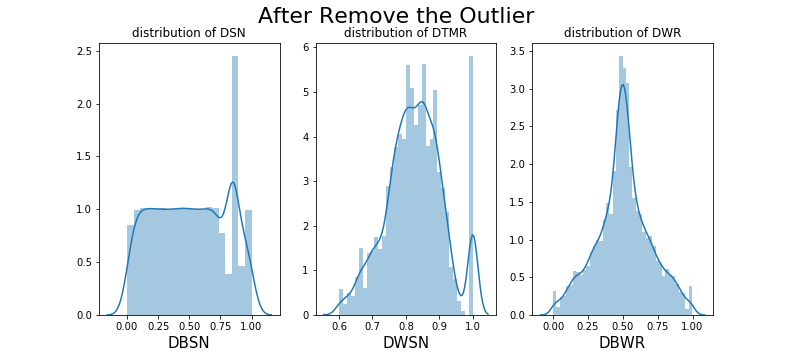 After Remove the Outlier
distribution of DSN
2.5
2.0
1.5
1.0
0.5
0.0
0.00 0.25 0.50 0.75 1.00
DBSN
distribution of DTMR
6
5
4
3
2
1
0
0.6 0.7 0.8 0.9 1.0
DWSN
distribution of DWR
3.5
3.0
2.5
2.0
1.5
1.0
0.5
0.0
0.00 0.25 0.50 0.75 1.00
DBWR